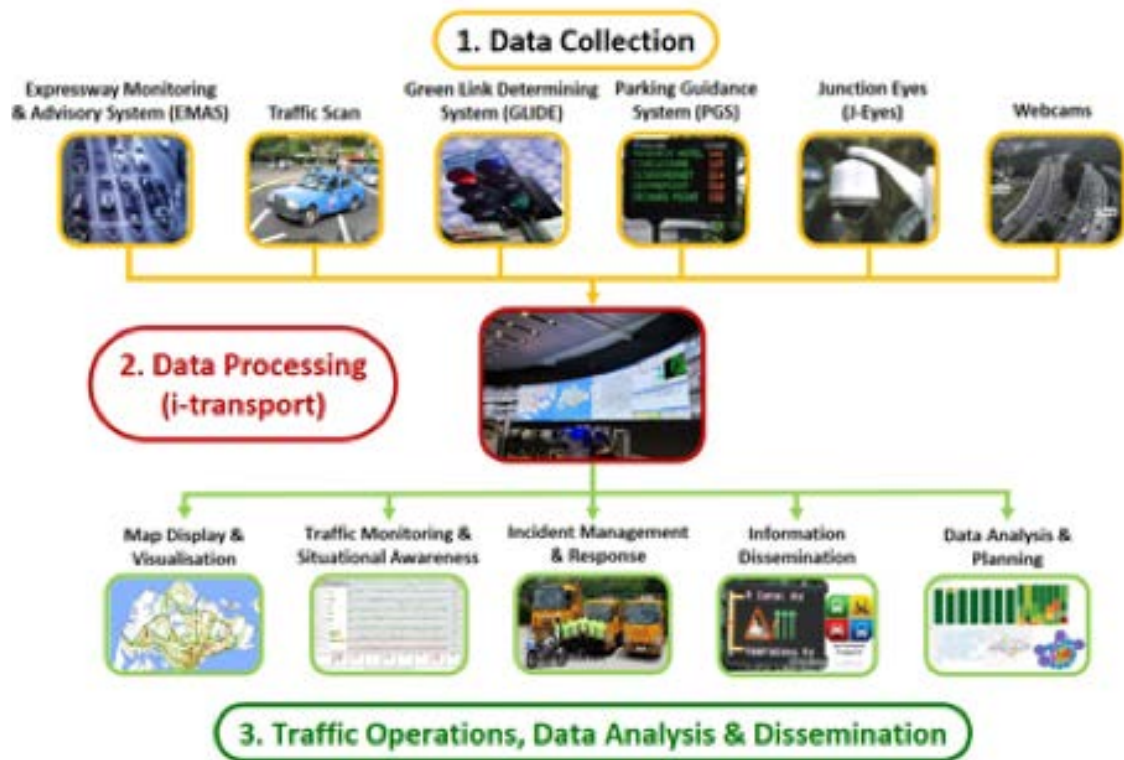 1. Data Collection
Expressway Monitoring
& Advisory System (EMAS)
Traffic Scan
Green Link Determining
System (GLIDE)
Parking Guidance
System (PGS)
Junction Eyes
(J-Eyes)
Webcams
2. Data Processing
(i-transport)
Map Display &
Visualisation
Traffic Monitoring &
Situational Awareness
Incident Management
& Response
Information
Dissemination
Data Analysis &
Planning
3. Traffic Operations, Data Analysis & Dissemination